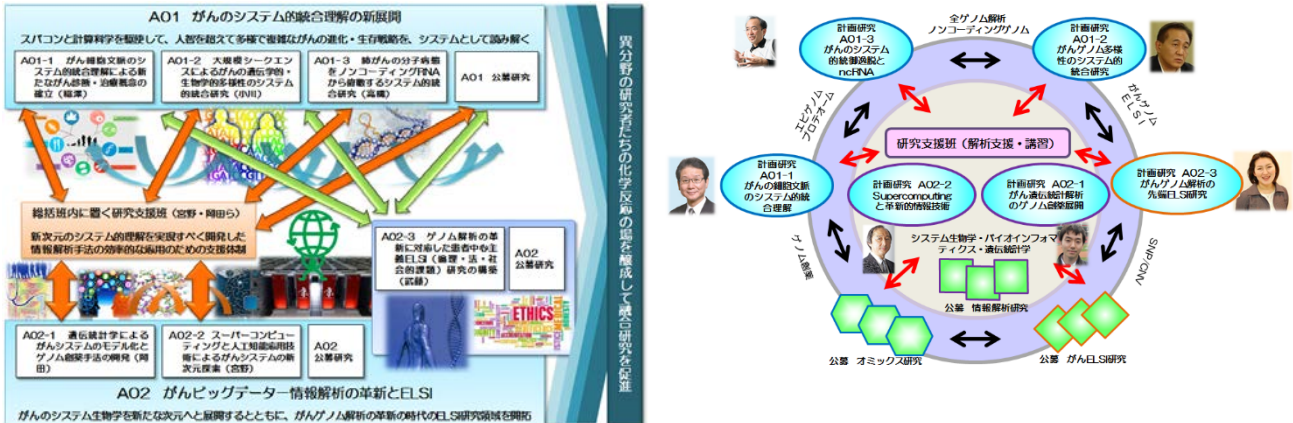 A01 がんのシステム的統合理解の新展開
スパコンと計算科学を駆使して、人智を超えて多様で複雑ながんの進化・生存戦略を、システムとして読み解く
A01-1 がん細胞文脈のシ
ステム的統合理解による新
たながん診断・治療概念の
確立(稲澤)
A01-2 大規模シークエ
ンスによるがんの遺伝学的・
生物学的多様性のシステム
的統合研究(小川)
A01-3 肺がんの分子病態
をノンコーディングRNA
から俯瞰するシステム的統
合研究(高橋)
A01 公募研究
総括班内に置く研究支援班(宮野・岡田ら)
新次元のシステム的理解を実現すべく開発した
情報解析手法の効率的な応用のための支援体制
A02-3 ゲノム解析の革
新に対応した患者中心主
義ELSI(倫理・法・社
会的課題)研究の構築
(武藤)
A02
公募研究
ETHICS
A02-1 遺伝統計学による
がんシステムのモデル化と
ゲノム創薬手法の開発(岡
田)
A02-2 スーパーコンピュー
ティングと人工知能応用技
術によるがんシステムの新
次元探索(宮野)
A02
公募研究
A02 がんビッグデーター情報解析の革新とELSI
がんのシステム生物学を新たな次元へと展開するとともに、がんゲノム解析の革新の時代のELSI研究領域を開拓
異分野の研究者たちの化学反応の場を醸成して融合研究を促進
計画研究
A01-3
がんのシステム
的統御逸脱と
ncRNA
全ゲノム解析
ノンコーディングゲノム
計画研究
A01-2
がんゲノム多様
性のシステム的
統合研究
エピゲノム
プロテオーム
がんゲノム
ELSI
研究支援班(解析支援・講習)
計画研究
A01-1
がんの細胞文脈
のシステム的統
合理解
計画研究 A02-2
Supercomputing
と革新的情報技術
計画研究 A02-1
がん遺伝統計解析
のゲノム創薬展開
計画研究 A02-3
がんゲノム解析の
先端ELSI研究
システム生物学・バイオインフォマ
ティクス・遺伝統計学
ゲノム創薬
SNP/CNV
公募 情報解析研究
公募 オミックス研究
公募 がんELSI研究